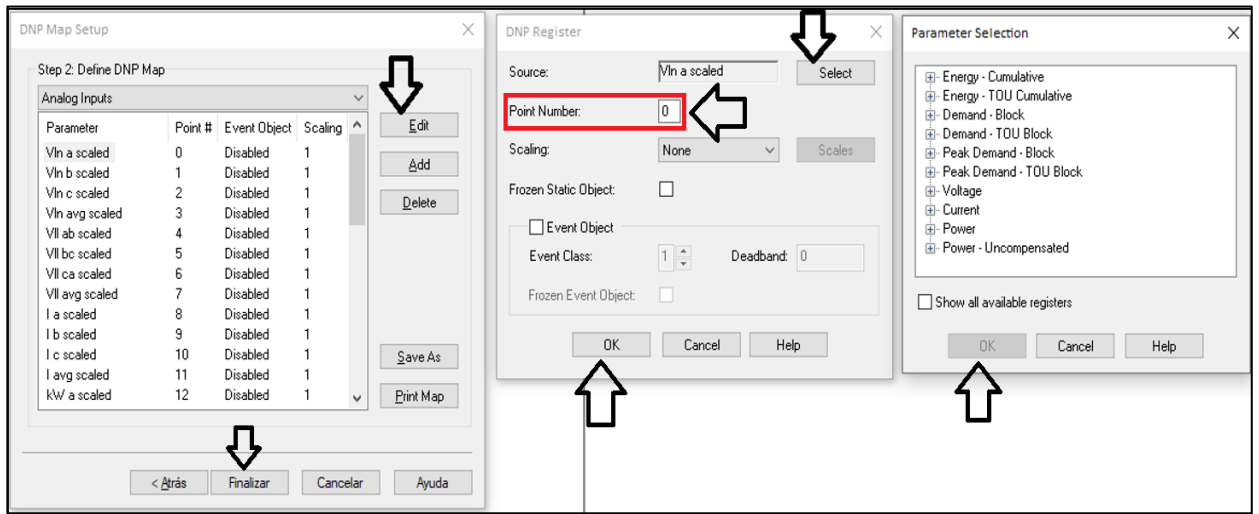 DNP Map Setup
Step 2: Define DNP Map
Analog Inputs
Parameter Point # Event Object Scaling
Vln a scaled 0 Disabled 1
Vln b scaled 1 Disabled 1
Vln c scaled 2 Disabled 1
Vln avg scaled 3 Disabled 1
Vll ab scaled 4 Disabled 1
Vll bc scaled 5 Disabled 1
Vll ca scaled 6 Disabled 1
Vll avg scaled 7 Disabled 1
I a scaled 8 Disabled 1
I b scaled 9 Disabled 1
I c scaled 10 Disabled 1
I avg scaled 11 Disabled 1
kW a scaled 12 Disabled 1
Edit
Add
Delete
Save As
Print Map
< Atrás Finalizar Cancelar Ayuda
DNP Register
Source: Vln a scaled Select
Point Number: 0
Scaling: None Scales
Frozen Static Object:
Event Object
Event Class: 1 Deadband: 0
Frozen Event Object:
OK Cancel Help
Parameter Selection
Energy - Cumulative
Energy - TOU Cumulative
Demand - Block
Demand - TOU Block
Peak Demand - Block
Peak Demand - TOU Block
Voltage
Current
Power
Power - Uncompensated
Show all available registers
OK Cancel Help